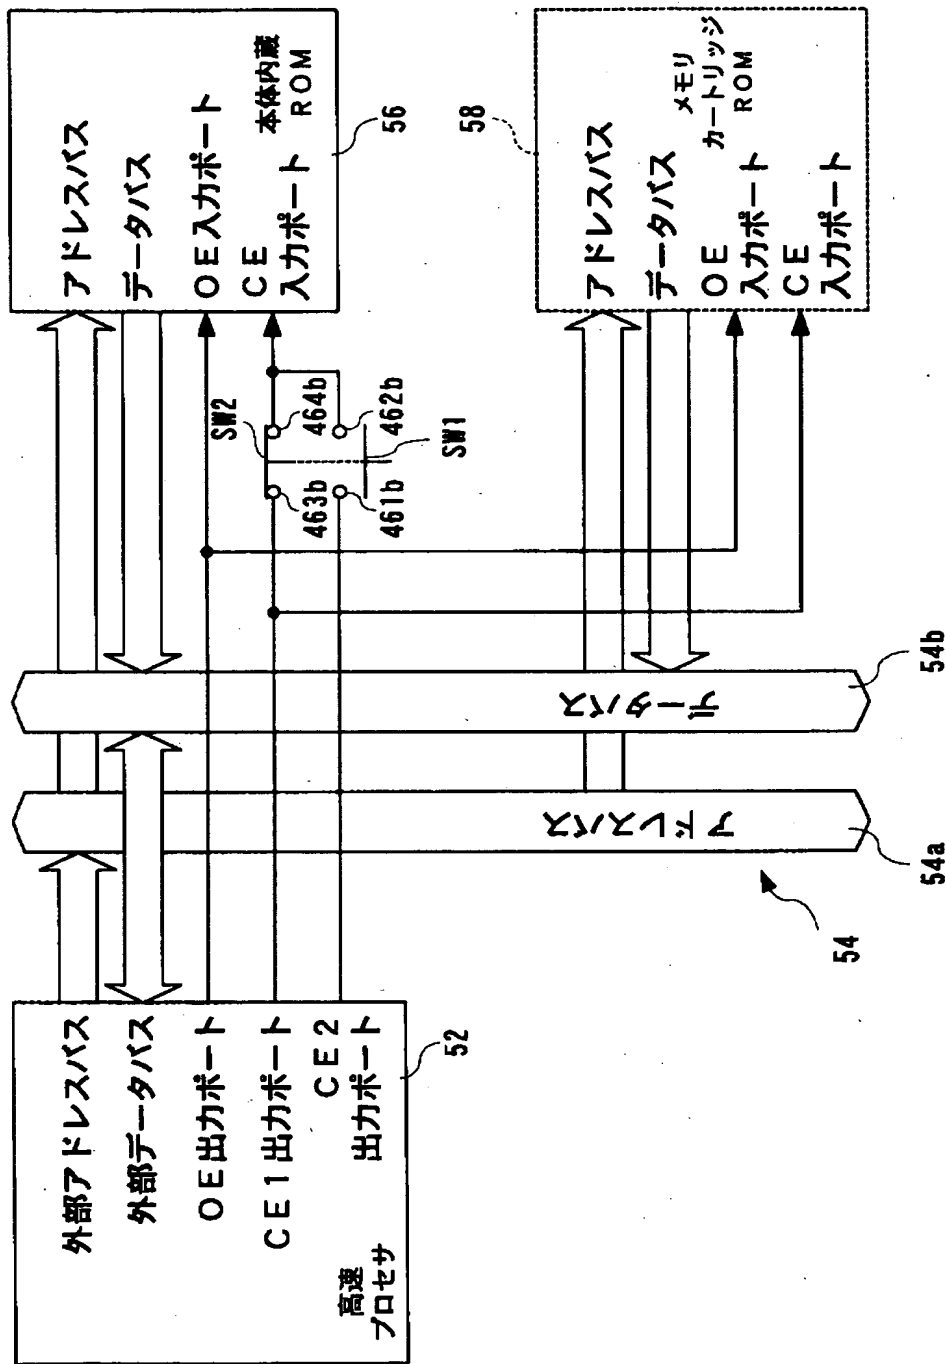 外部アドレスバス
外部データバス
OE出力ポート
CE1出力ポート
CE2
出力ポート
高速
プロセサ
52
54
54a
アドレスバス
54b
データバス
SW2
463b
464b
461b
462b
SW1
アドレスバス
データバス
OE入力ポート
CE
入力ポート
本体内蔵
ROM
56
58
アドレスバス
データバス
OE
入力ポート
CE
入力ポート
メモリ
カートリッジ
ROM